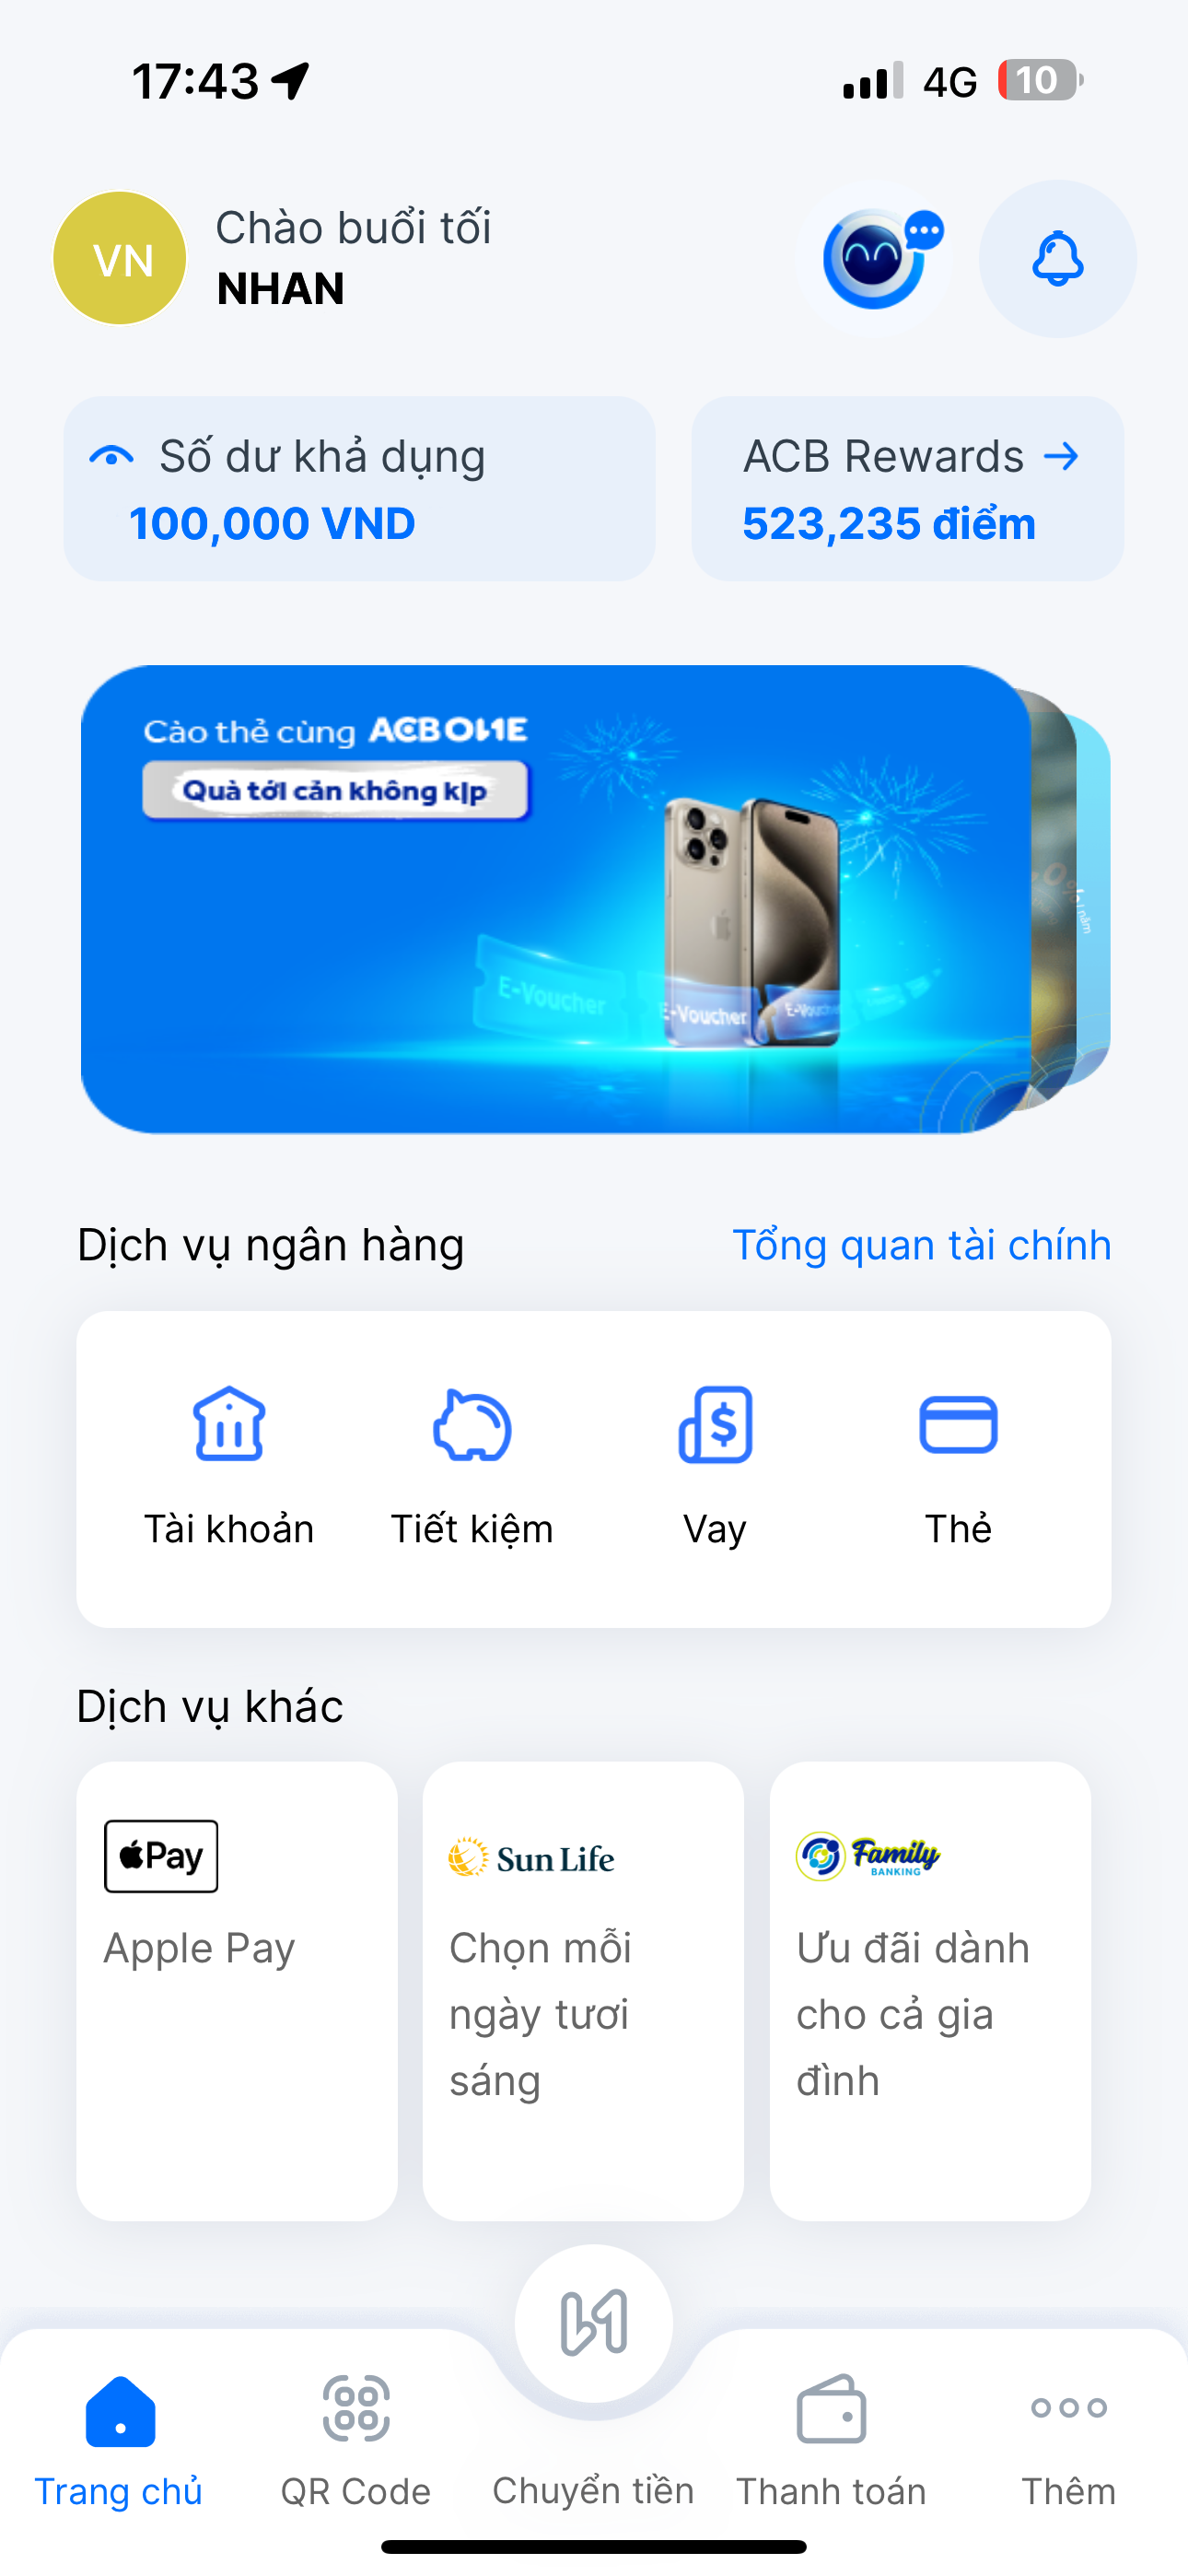 17:43
4G
10
VN
Chào buổi tối
NHAN
Số dư khả dụng
100,000 VND
ACB Rewards
523,235 điểm
Cào thẻ cùng ACB ONE
Quà tới cản không kịp
E-Voucher
E-Voucher
E-Voucher
Dịch vụ ngân hàng
Tổng quan tài chính
Tài khoản
Tiết kiệm
Vay
Thẻ
Dịch vụ khác
Pay
Apple Pay
Sun Life
Chọn mỗi
ngày tươi
sáng
Family
BANKING
Ưu đãi dành
cho cả gia
đình
Trang chủ
QR Code
Chuyển tiền
Thanh toán
Thêm